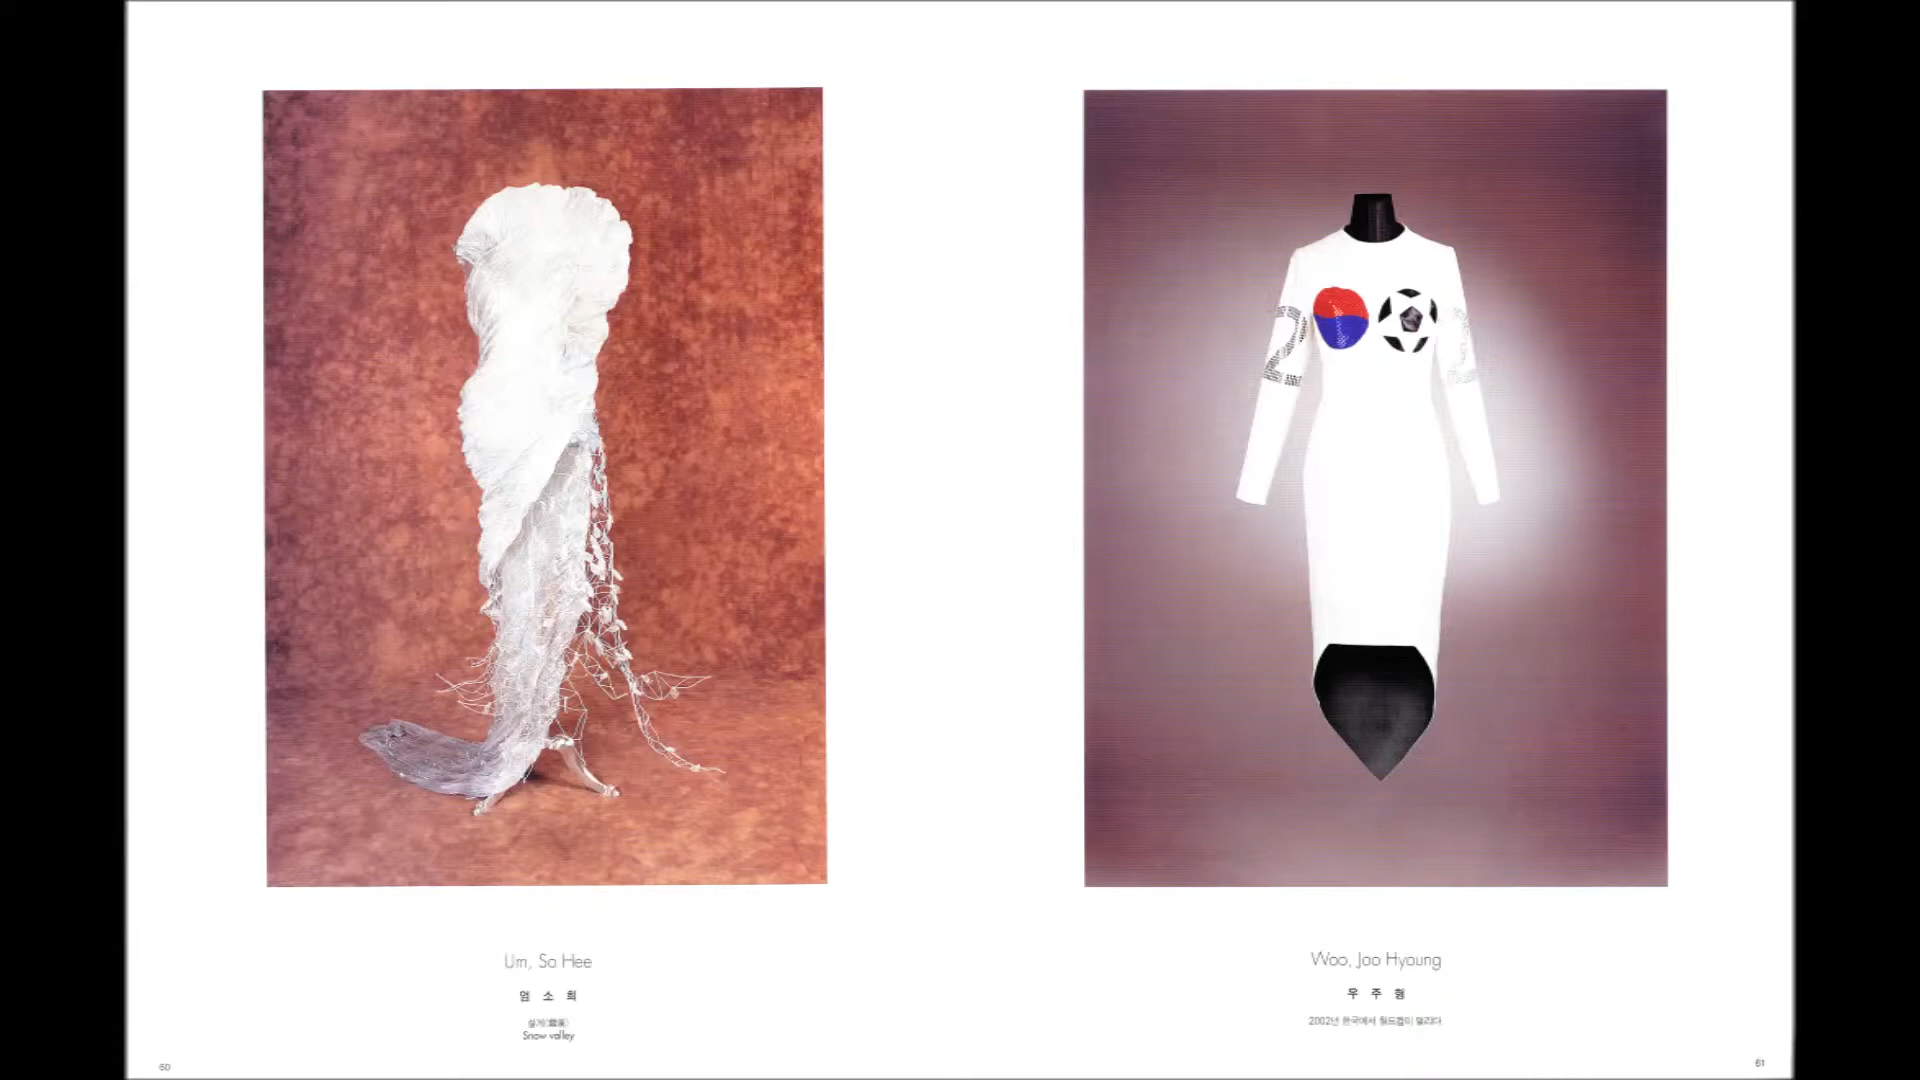 Um, So Hee
엄 소 희
설계(雪溪)
Snow valley
60
2
Woo, Joo Hyoung
우 주 형
2002년 한국에서 월드컵이 열리다.
61